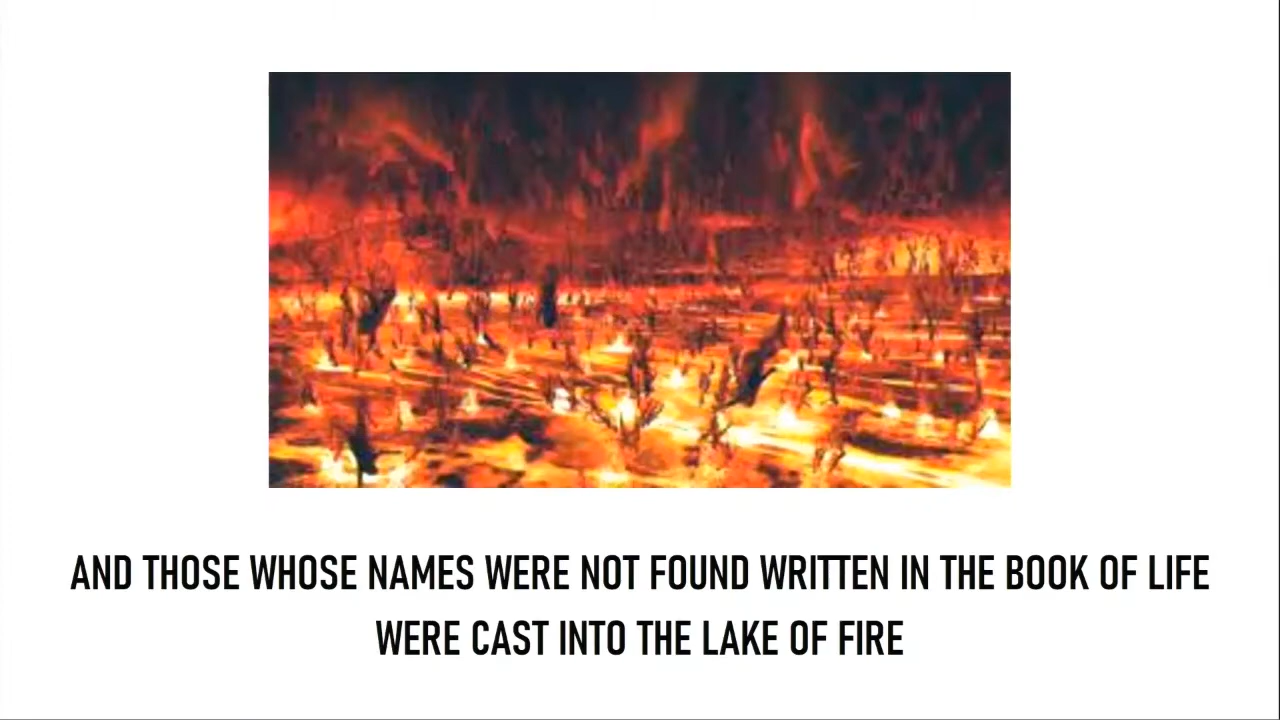 AND THOSE WHOSE NAMES WERE NOT FOUND WRITTEN IN THE BOOK OF LIFE
WERE CAST INTO THE LAKE OF FIRE